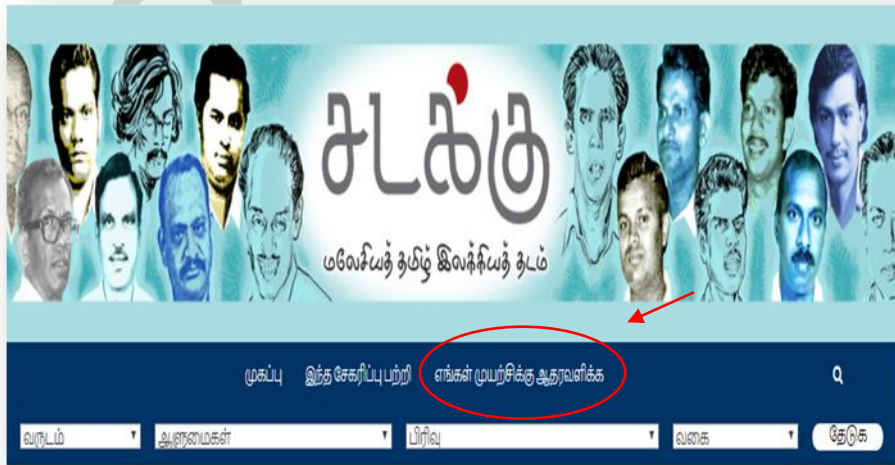 சடக்கு
மலேசியத் தமிழ் இலக்கியத் தடம்
முகப்பு இந்த சேகரிப்பு பற்றி எங்கள் முயற்சிக்கு ஆதரவளிக்க
வருடம் ஆளுமைகள் பிரிவு வகை தேடுக